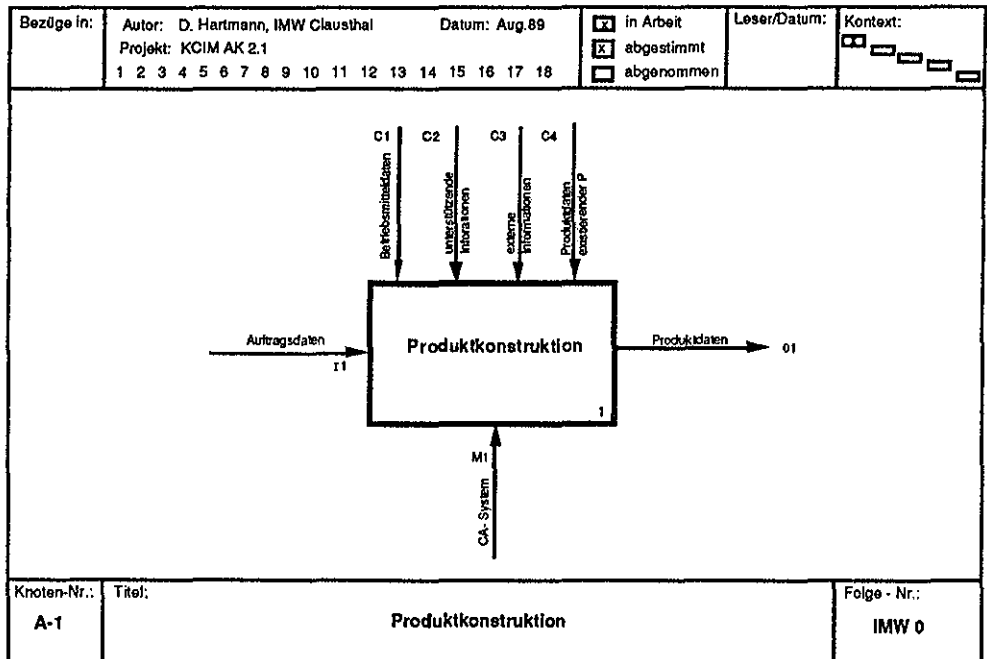 Bezüge in:
Autor: D. Hartmann, IMW Clausthal Datum: Aug.89
Projekt: KCIM AK 2.1
1 2 3 4 5 6 7 8 9 10 11 12 13 14 15 16 17 18
x in Arbeit
x abgestimmt
abgenommen
Leser/Datum:
Kontext:
C1 C2 C3 C4
Betriebsmitteldaten
unterstützende
Inforationen
externe
Informationen
Produktdaten
existierender P
Auftragsdaten
I1
Produktkonstruktion
1
Produktdaten
O1
M1
CA- System
Knoten-Nr.:
A-1
Titel:
Produktkonstruktion
Folge - Nr.:
IMW 0